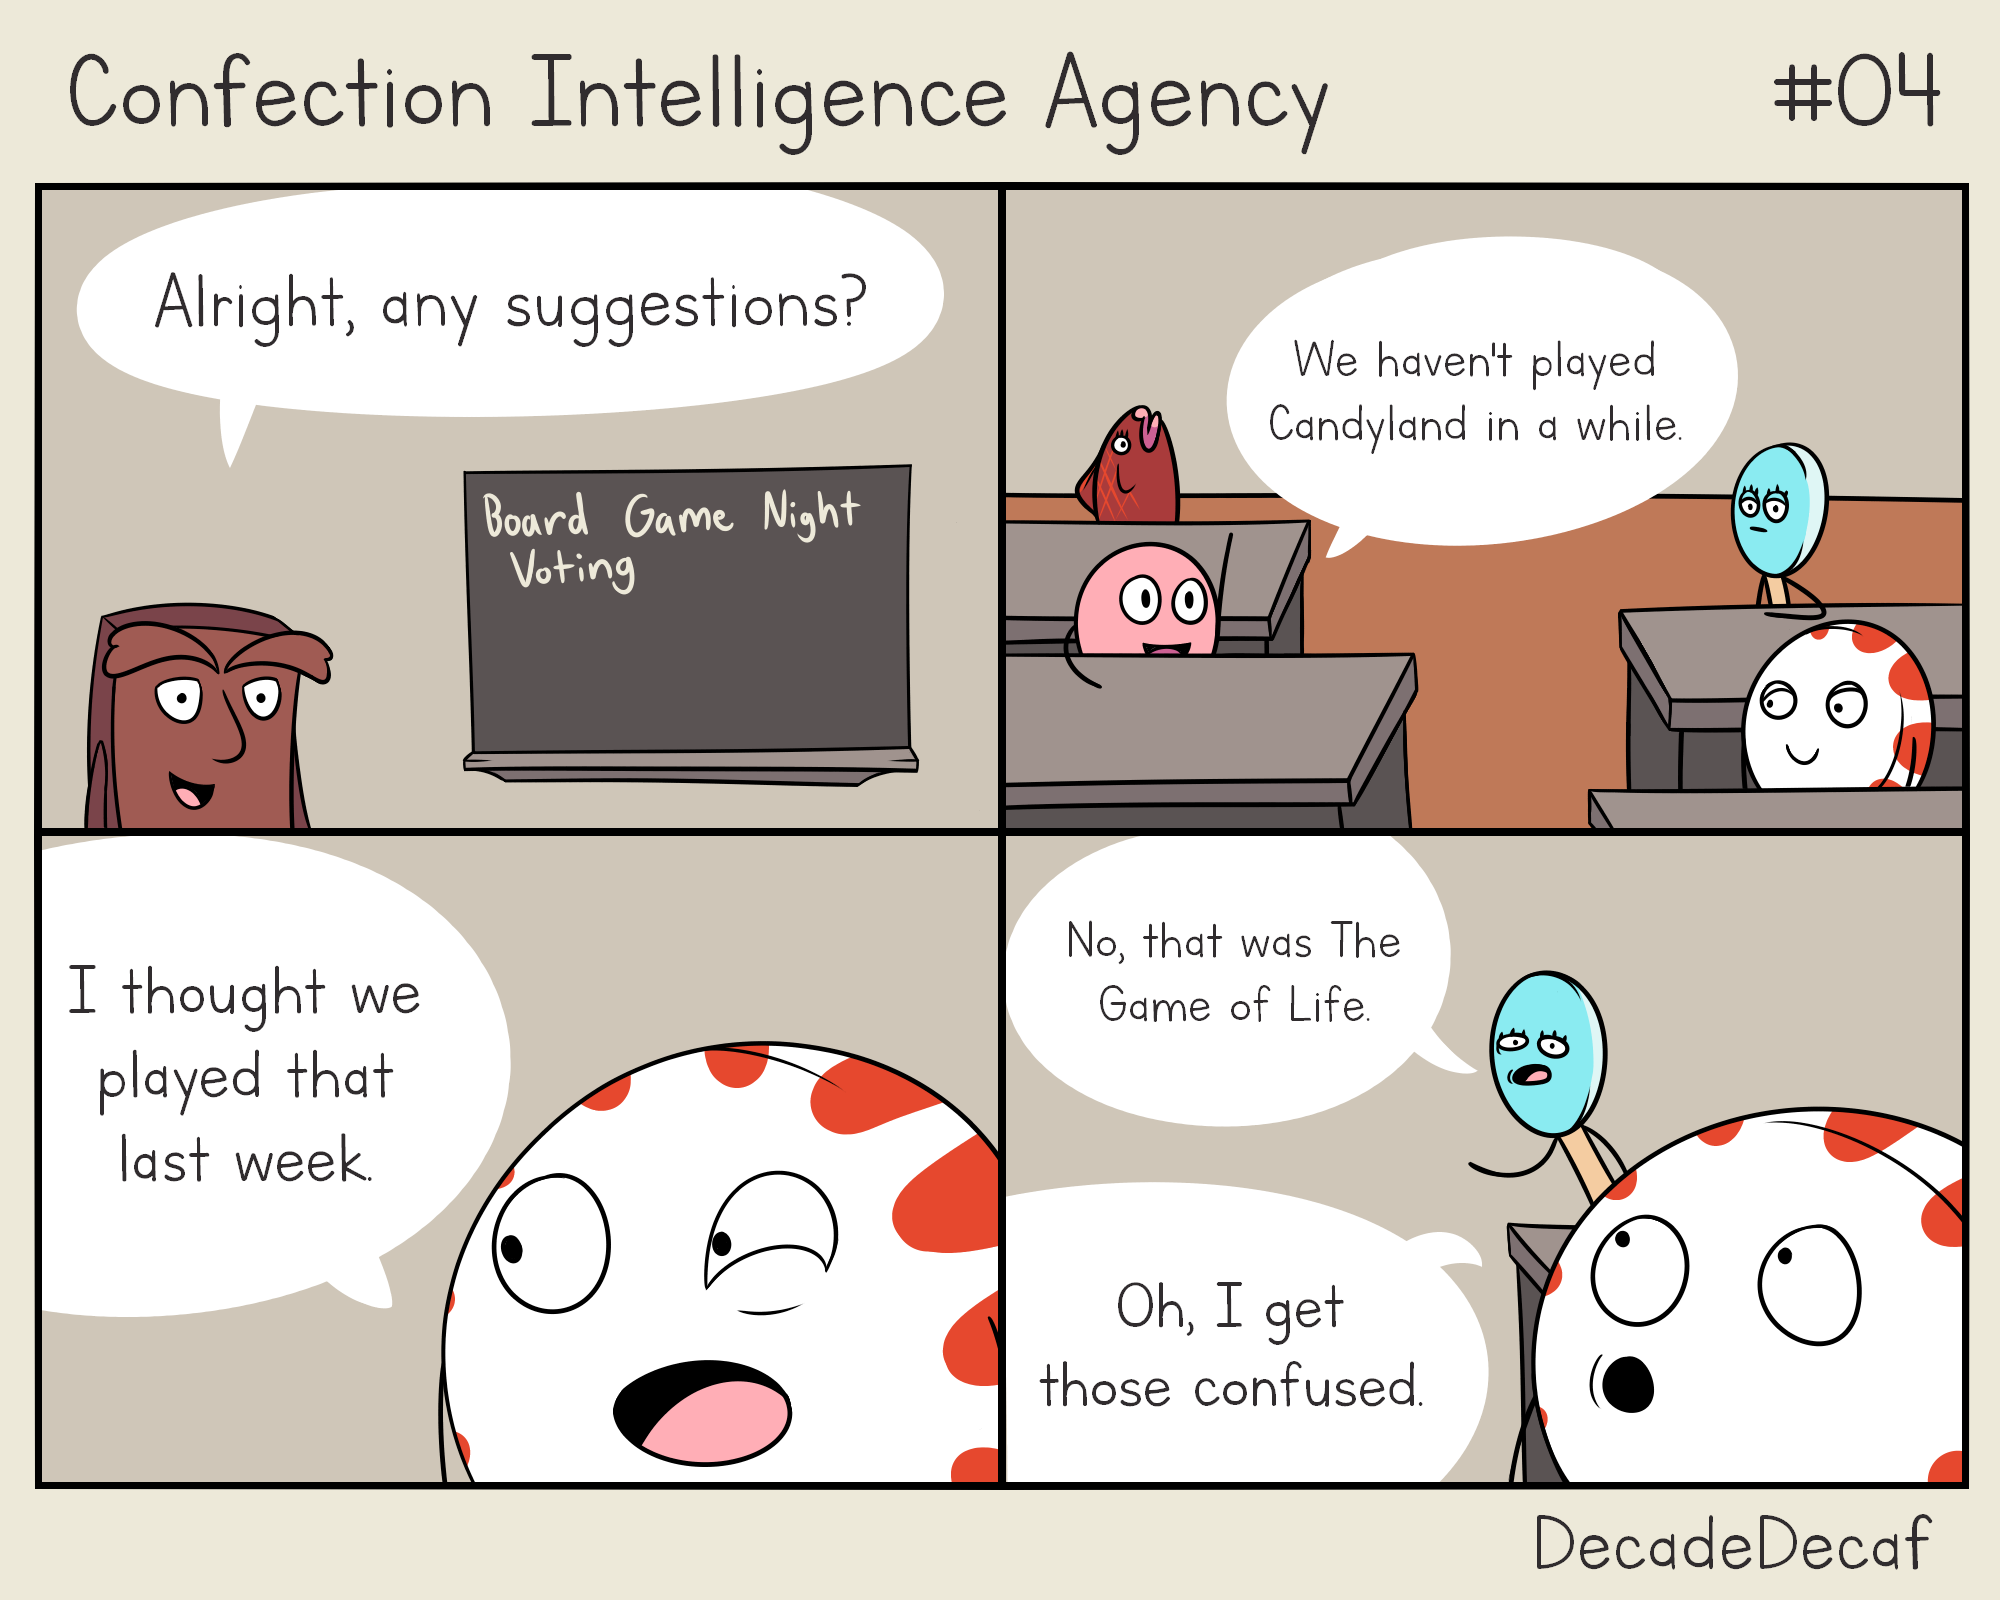 Confection Intelligence Agency
#04
Alright, any suggestions?
Board Game Night
Voting
We haven't played
Candyland in a while.
I thought we
played that
last week.
No, that was The
Game of Life.
Oh, I get
those confused.
DecadeDecaf